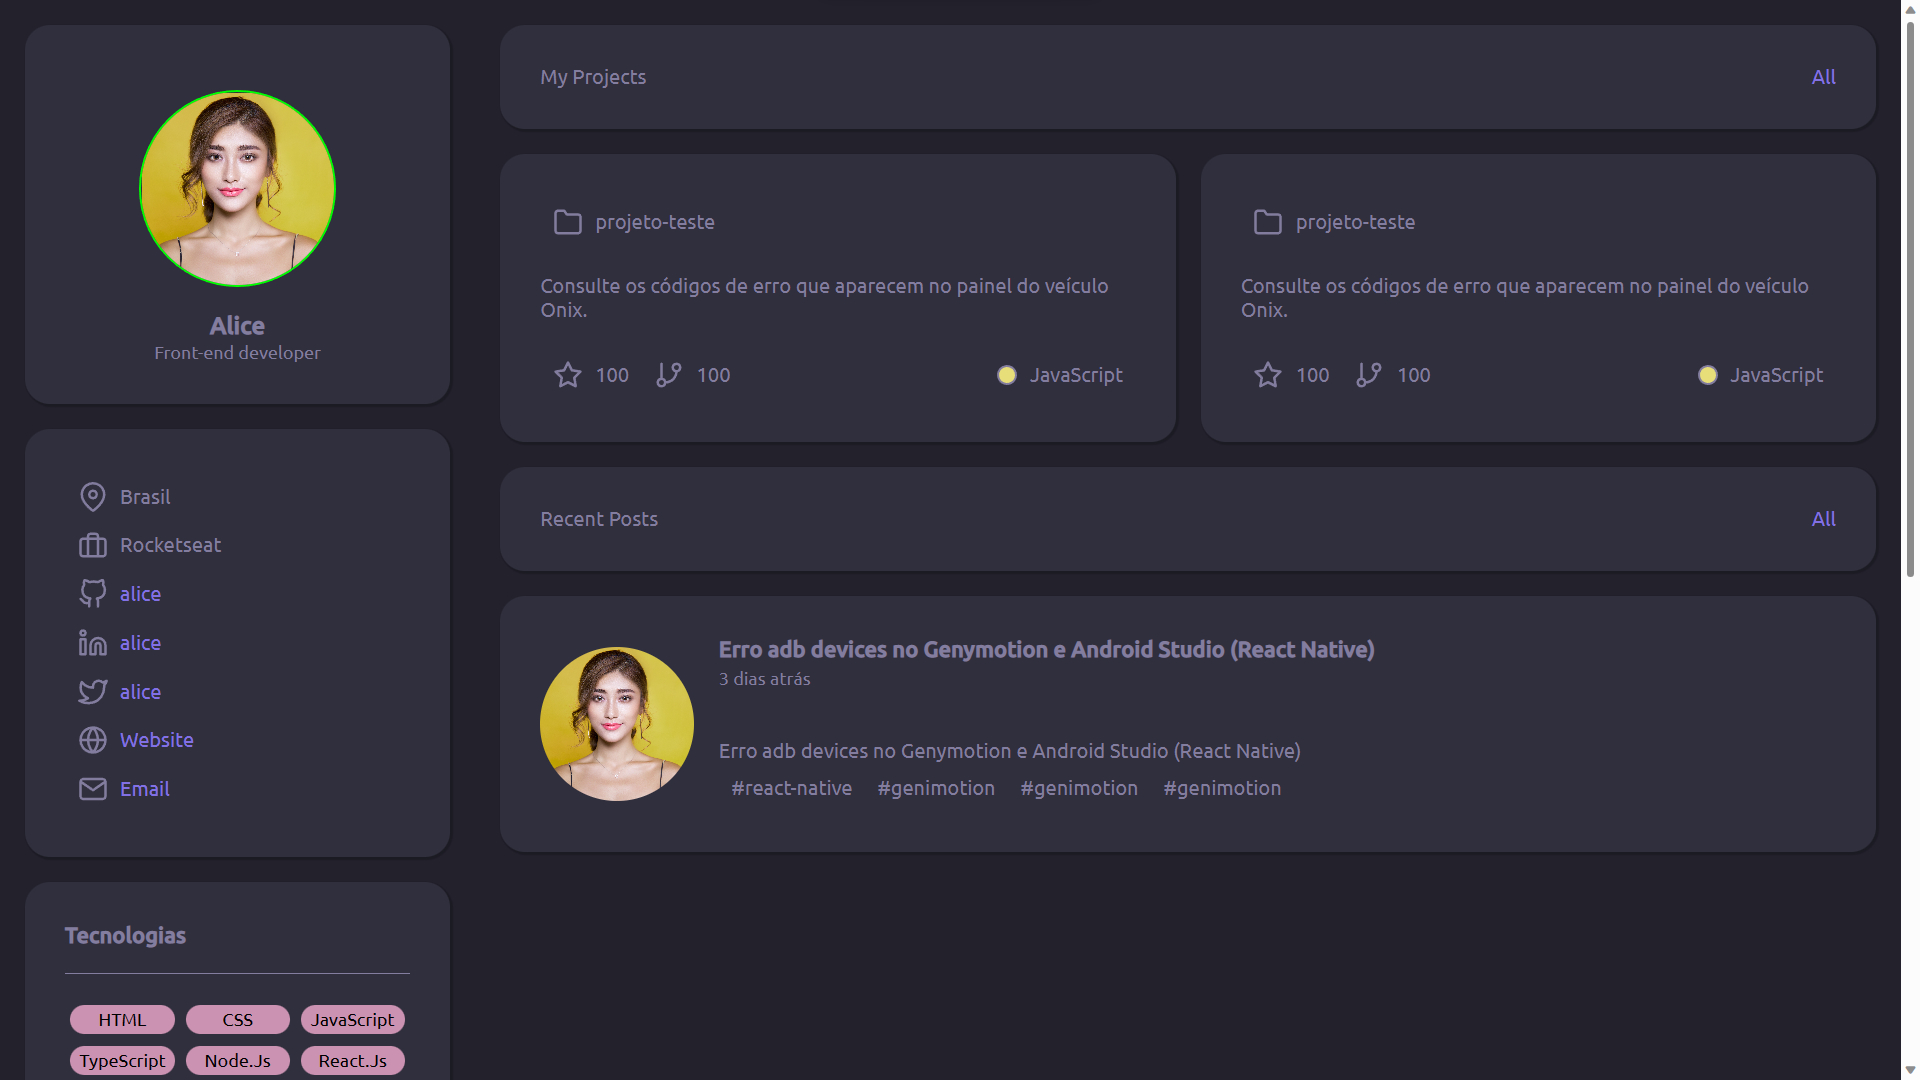 Alice
Front-end developer
Brasil
Rocketseat
alice
alice
alice
Website
Email
Tecnologias
HTML CSS JavaScript
TypeScript Node.Js React.Js
My Projects All
projeto-teste
Consulte os códigos de erro que aparecem no painel do veículo
Onix.
100 100 JavaScript
projeto-teste
Consulte os códigos de erro que aparecem no painel do veículo
Onix.
100 100 JavaScript
Recent Posts All
Erro adb devices no Genymotion e Android Studio (React Native)
3 dias atrás
Erro adb devices no Genymotion e Android Studio (React Native)
#react-native #genimotion #genimotion #genimotion